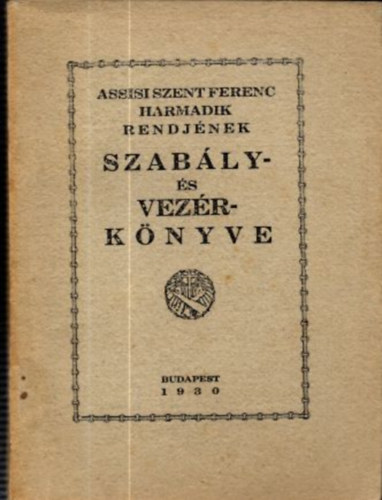 ASSISI SZENT FERENC
HARMADIK
RENDJÉNEK
SZABÁLY-
ÉS
VEZÉR-
KÖNYVE
BUDAPEST
1930